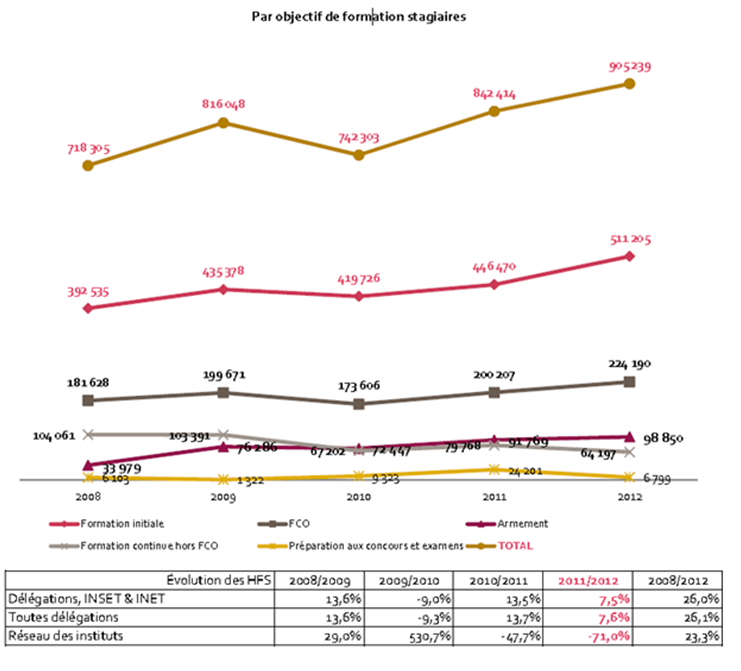 Par objectif de formation stagiaires
905 239
842 414
816 048
742 303
718 305
511 205
446 470
435 378
419 726
392 535
224 190
200 207
199 671
181 628
173 606
104 061 103 391 76 286 67 202 72 447 79 768 91 769 98 850
64 197
33 979
6 103 1 322 9 323 24 201 6 799
2008 2009 2010 2011 2012
Formation initiale FCO Armement
Formation continue hors FCO Préparation aux concours et examens TOTAL
Évolution des HFS 2008/2009 2009/2010 2010/2011 2011/2012 2008/2012
Délégations, INSET & INET 13,6% -9,0% 13,5% 7,5% 26,0%
Toutes délégations 13,6% -9,3% 13,7% 7,6% 26,1%
Réseau des instituts 29,0% 530,7% -47,7% -71,0% 23,3%